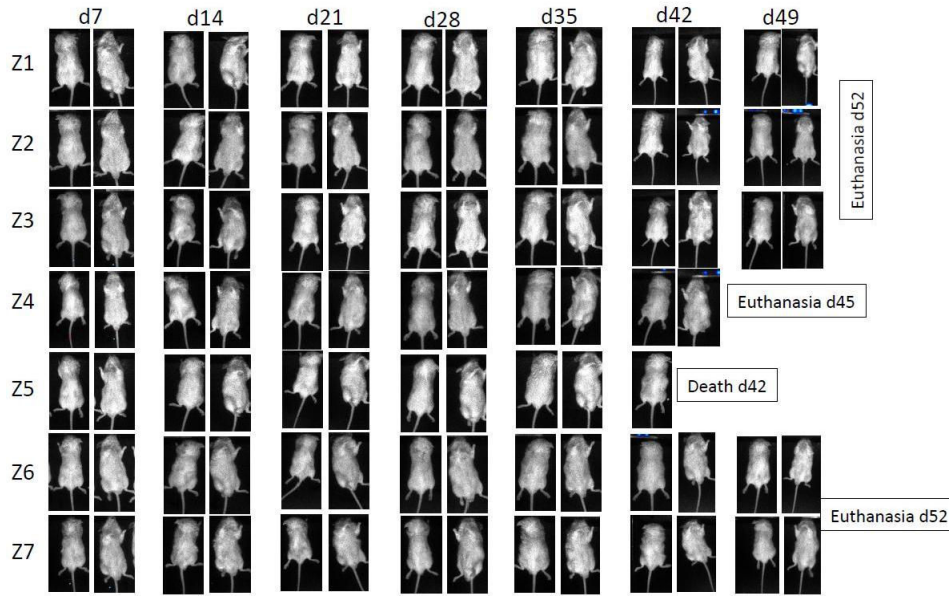 d7 d14 d21 d28 d35 d42 d49
Z1
Z2
Euthanasia d52
Z3
Z4
Euthanasia d45
Z5
Death d42
Z6
Euthanasia d52
Z7